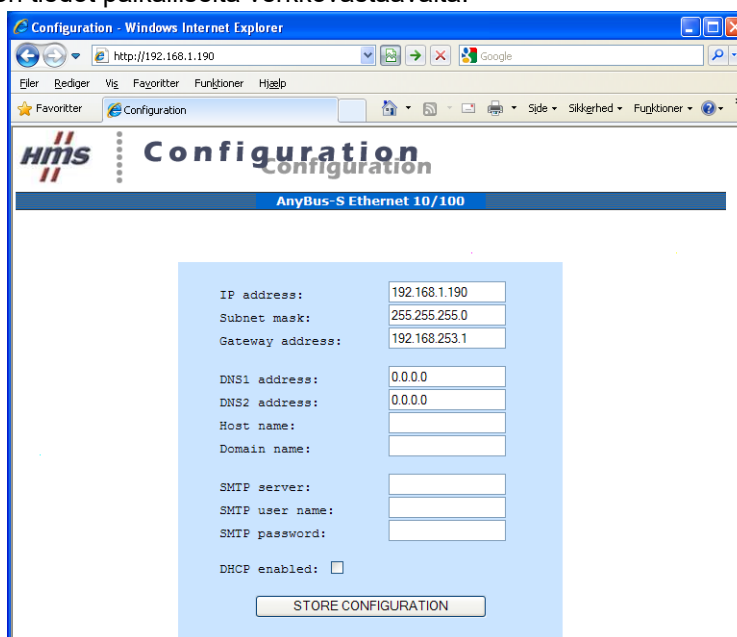 Configuration - Windows Internet Explorer
http://192.168.1.190
Google
Filer Rediger Vis Favoritter Funktioner Hjælp
Favoritter Configuration Side Sikkerhed Funktioner
HMS Configuration
Configuration
AnyBus-S Ethernet 10/100
IP address: 192.168.1.190
Subnet mask: 255.255.255.0
Gateway address: 192.168.253.1
DNS1 address: 0.0.0.0
DNS2 address: 0.0.0.0
Host name:
Domain name:
SMTP server:
SMTP user name:
SMTP password:
DHCP enabled:
STORE CONFIGURATION